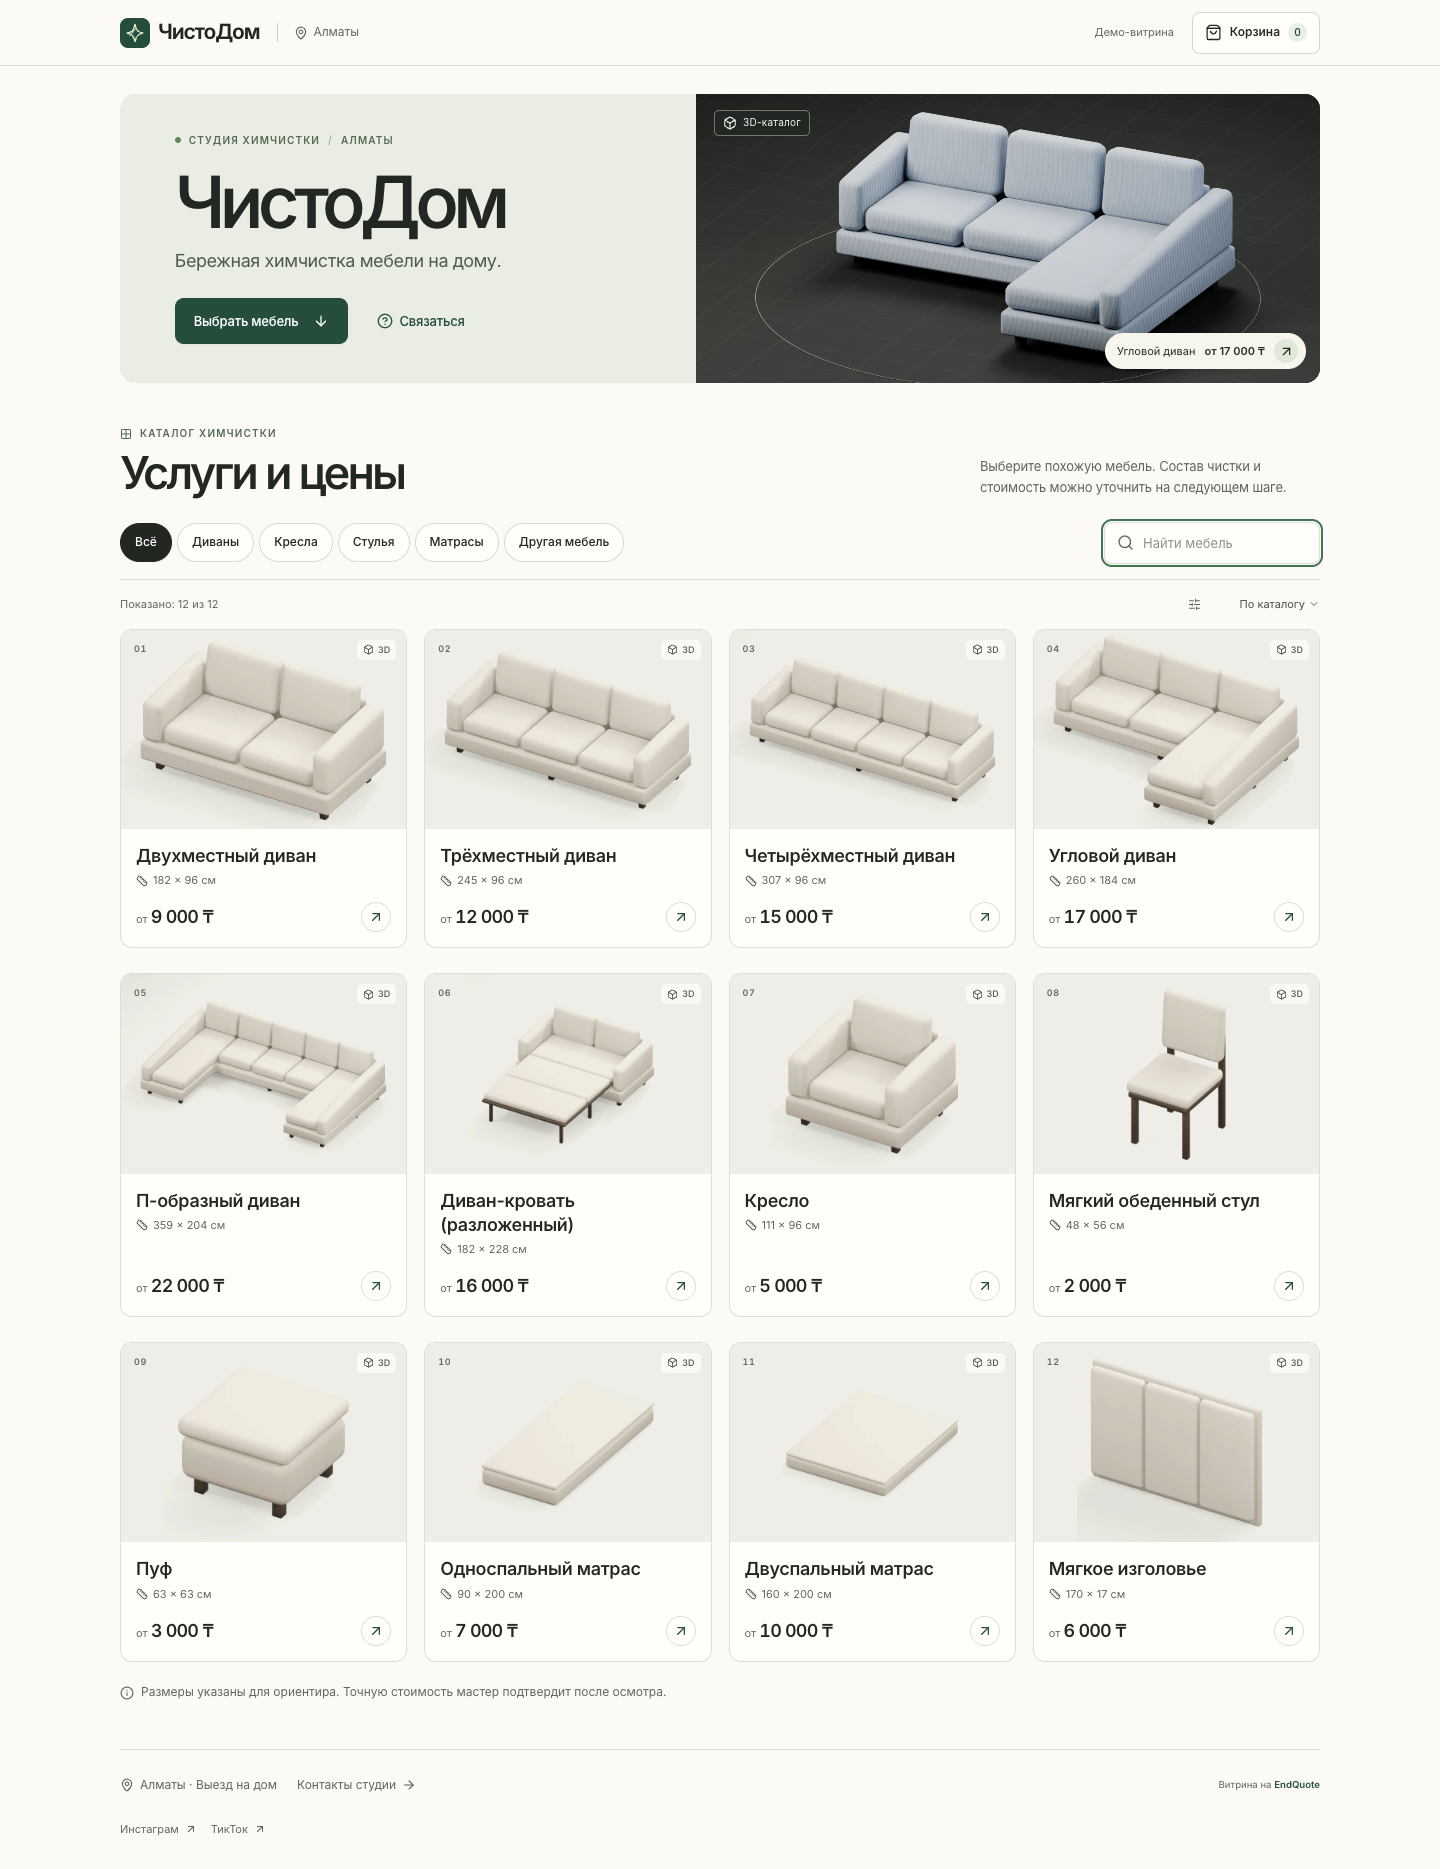 ЧистоДом
Алматы
Демо-витрина
Корзина 0
СТУДИЯ ХИМЧИСТКИ / АЛМАТЫ
ЧистоДом
Бережная химчистка мебели на дому.
Выбрать мебель
Связаться
3D-каталог
Угловой диван от 17 000 ₸
КАТАЛОГ ХИМЧИСТКИ
Услуги и цены
Выберите похожую мебель. Состав чистки и
стоимость можно уточнить на следующем шаге.
Всё
Диваны
Кресла
Стулья
Матрасы
Другая мебель
Найти мебель
Показано: 12 из 12
По каталогу
01
3D
Двухместный диван
182 × 96 см
от 9 000 ₸
02
3D
Трёхместный диван
245 × 96 см
от 12 000 ₸
03
3D
Четырёхместный диван
307 × 96 см
от 15 000 ₸
04
3D
Угловой диван
260 × 184 см
от 17 000 ₸
05
3D
П-образный диван
359 × 204 см
от 22 000 ₸
06
3D
Диван-кровать
(разложенный)
182 × 228 см
от 16 000 ₸
07
3D
Кресло
111 × 96 см
от 5 000 ₸
08
3D
Мягкий обеденный стул
48 × 56 см
от 2 000 ₸
09
3D
Пуф
63 × 63 см
от 3 000 ₸
10
3D
Односпальный матрас
90 × 200 см
от 7 000 ₸
11
3D
Двуспальный матрас
160 × 200 см
от 10 000 ₸
12
3D
Мягкое изголовье
170 × 17 см
от 6 000 ₸
Размеры указаны для ориентира. Точную стоимость мастер подтвердит после осмотра.
Алматы · Выезд на дом
Контакты студии
Витрина на EndQuote
Инстаграм
ТикТок